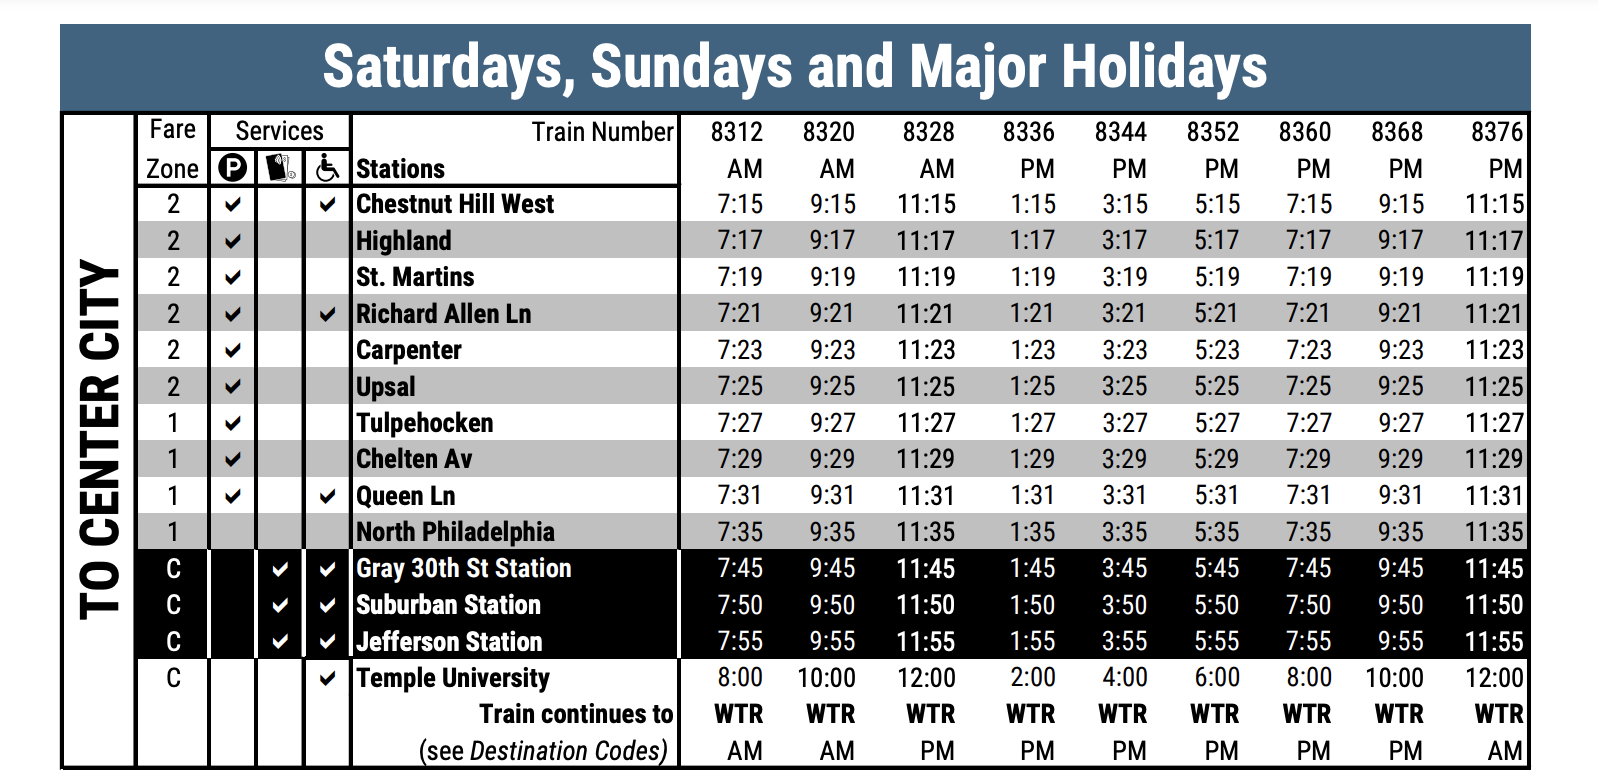 Saturdays, Sundays and Major Holidays
TO CENTER CITY
Fare Services Train Number 8312 8320 8328 8336 8344 8352 8360 8368 8376
Zone P Stations AM AM AM PM PM PM PM PM PM
2 ✔ ✔ Chestnut Hill West 7:15 9:15 11:15 1:15 3:15 5:15 7:15 9:15 11:15
2 ✔ Highland 7:17 9:17 11:17 1:17 3:17 5:17 7:17 9:17 11:17
2 ✔ St. Martins 7:19 9:19 11:19 1:19 3:19 5:19 7:19 9:19 11:19
2 ✔ ✔ Richard Allen Ln 7:21 9:21 11:21 1:21 3:21 5:21 7:21 9:21 11:21
2 ✔ Carpenter 7:23 9:23 11:23 1:23 3:23 5:23 7:23 9:23 11:23
2 ✔ Upsal 7:25 9:25 11:25 1:25 3:25 5:25 7:25 9:25 11:25
1 ✔ Tulpehocken 7:27 9:27 11:27 1:27 3:27 5:27 7:27 9:27 11:27
1 ✔ Chelten Av 7:29 9:29 11:29 1:29 3:29 5:29 7:29 9:29 11:29
1 ✔ ✔ Queen Ln 7:31 9:31 11:31 1:31 3:31 5:31 7:31 9:31 11:31
1 North Philadelphia 7:35 9:35 11:35 1:35 3:35 5:35 7:35 9:35 11:35
C ✔ ✔ Gray 30th St Station 7:45 9:45 11:45 1:45 3:45 5:45 7:45 9:45 11:45
C ✔ ✔ Suburban Station 7:50 9:50 11:50 1:50 3:50 5:50 7:50 9:50 11:50
C ✔ ✔ Jefferson Station 7:55 9:55 11:55 1:55 3:55 5:55 7:55 9:55 11:55
C ✔ Temple University 8:00 10:00 12:00 2:00 4:00 6:00 8:00 10:00 12:00
Train continues to WTR WTR WTR WTR WTR WTR WTR WTR WTR
(see Destination Codes) AM AM PM PM PM PM PM PM AM